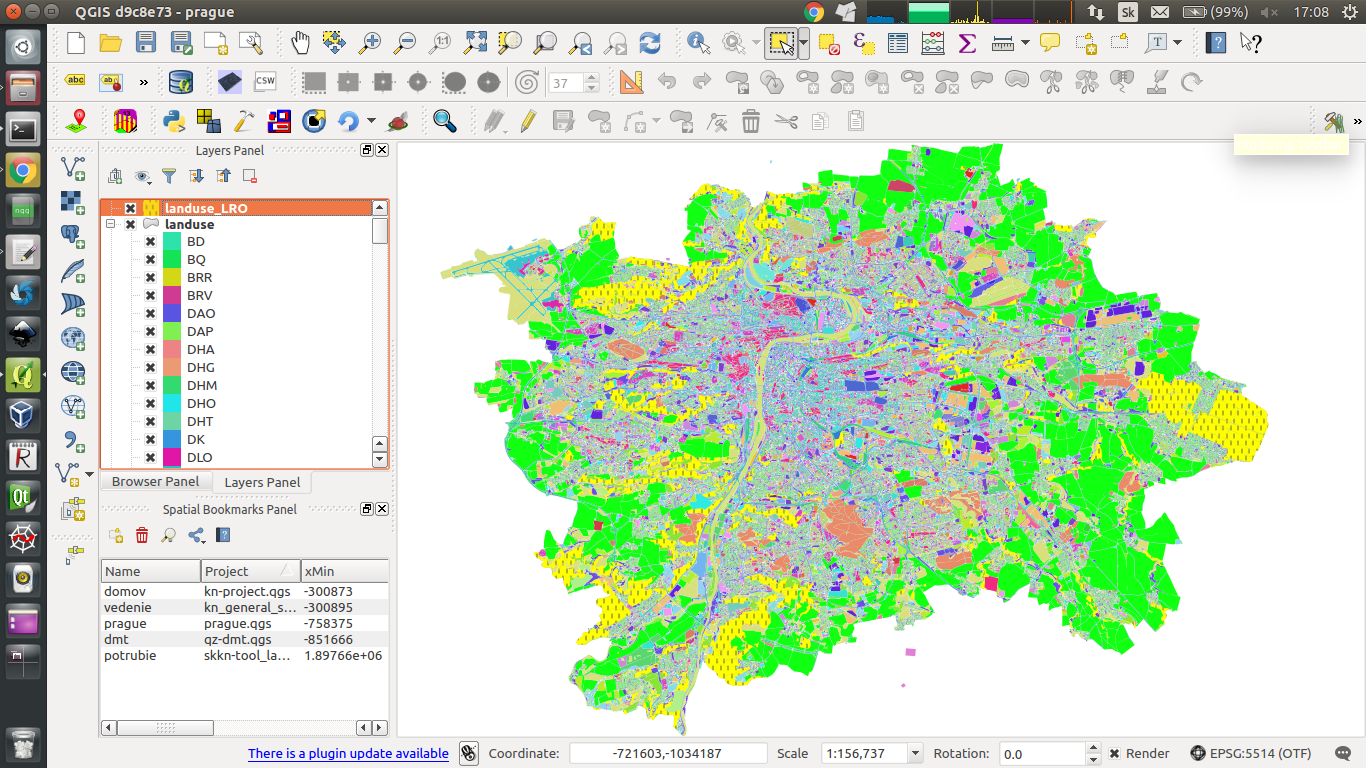 QGIS d9c8e73 - prague
Sk
(99%)
17:08
1:1
abc
abc
»
CSW
37
T
»
Layers Panel
landuse_LRO
landuse
BD
BQ
BRR
BRV
DAO
DAP
DHA
DHG
DHM
DHO
DHT
DK
DLO
Browser Panel
Layers Panel
Spatial Bookmarks Panel
Name Project xMin
domov kn-project.qgs -300873
vedenie kn_general_s... -300895
prague prague.qgs -758375
dmt qz-dmt.qgs -851666
potrubie skkn-tool_la... 1.89766e+06
There is a plugin update available
Coordinate: -721603,-1034187
Scale 1:156,737
Rotation: 0.0
Render
EPSG:5514 (OTF)